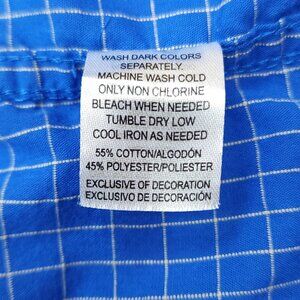 WASH DARK COLORS
SEPARATELY.
MACHINE WASH COLD
ONLY NON CHLORINE
BLEACH WHEN NEEDED
TUMBLE DRY LOW
COOL IRON AS NEEDED
55% COTTON/ALGODÓN
45% POLYESTER/POLIESTER
EXCLUSIVE OF DECORATION
EXCLUSIVO DE DECORACIÓN